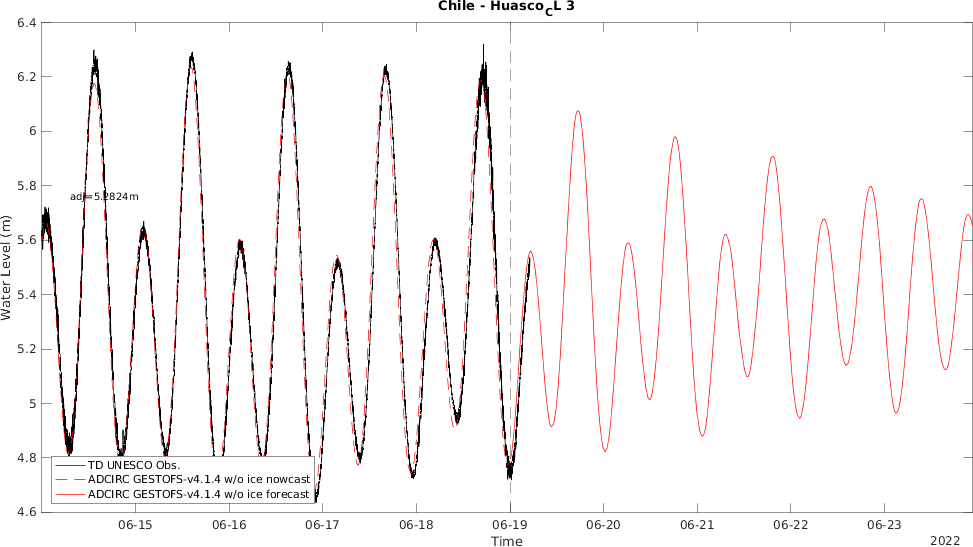 Chile - Huasco_CL 3
6.4
6.2
6
5.8
5.6
5.4
5.2
5
4.8
4.6
Water Level (m)
adj=5.2824m
TD UNESCO Obs.
ADCIRC GESTOFS-v4.1.4 w/o ice nowcast
ADCIRC GESTOFS-v4.1.4 w/o ice forecast
06-15 06-16 06-17 06-18 06-19 06-20 06-21 06-22 06-23
Time
2022